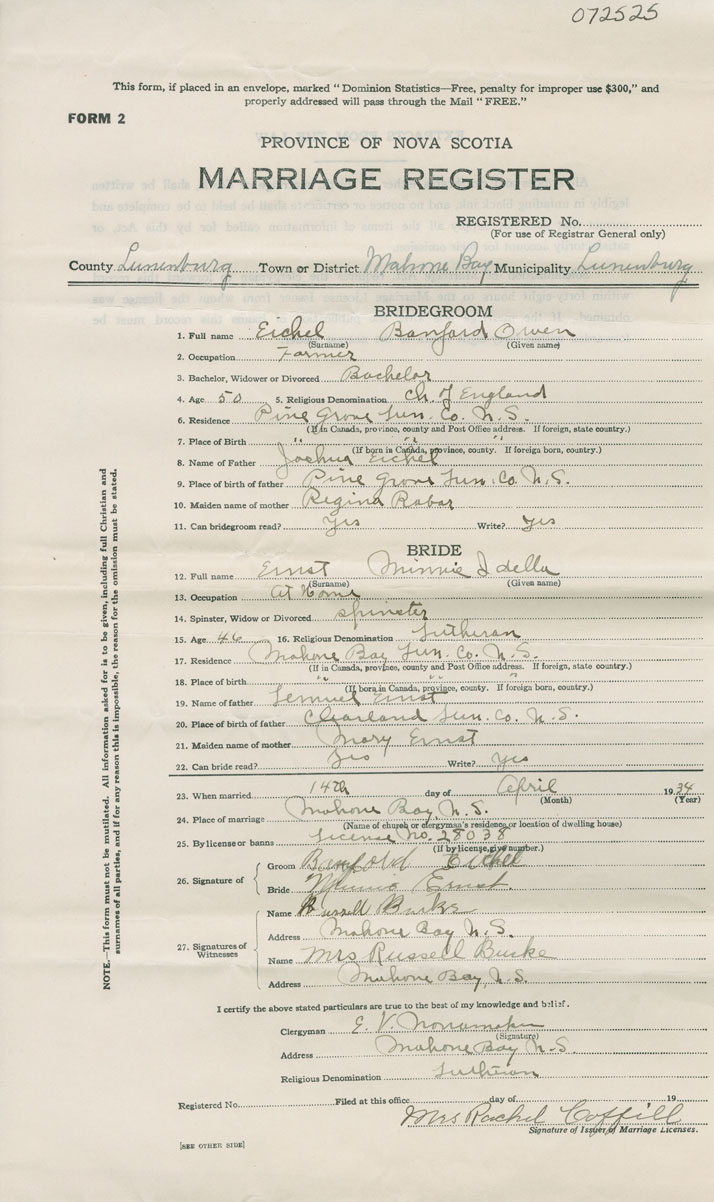 072525
This form, if placed in an envelope, marked "Dominion Statistics—Free, penalty for improper use $300," and
properly addressed will pass through the Mail "FREE."
FORM 2
PROVINCE OF NOVA SCOTIA
MARRIAGE REGISTER
REGISTERED No.
(For use of Registrar General only)
County Lunenburg Town or District Mahone Bay Municipality Lunenburg
BRIDEGROOM
1. Full name Eichel Banford Owen
(Surname) (Given name)
2. Occupation Farmer
3. Bachelor, Widower or Divorced Bachelor
4. Age 50 5. Religious Denomination Ch. of England
6. Residence Pine Grove Lun. Co. N.S.
(If in Canada, province, county and Post Office address. If foreign, state country.)
7. Place of Birth " " "
(If born in Canada, province, county. If foreign born, country.)
8. Name of Father Joshua Eichel
9. Place of birth of father Pine Grove Lun. Co. N.S.
10. Maiden name of mother Regina Rabar
11. Can bridegroom read? Yes Write? Yes
BRIDE
12. Full name Ernst Minnie Idella
(Surname) (Given name)
13. Occupation At Home
14. Spinster, Widow or Divorced Spinster
15. Age 46 16. Religious Denomination Lutheran
17. Residence Mahone Bay Lun. Co. N.S.
(If in Canada, province, county and Post Office address. If foreign, state country.)
18. Place of birth " " "
(If born in Canada, province, county. If foreign born, country.)
19. Name of father Lemuel Ernst
20. Place of birth of father Clearland Lun. Co. N.S.
21. Maiden name of mother Mary Ernst
22. Can bride read? Yes Write? Yes
23. When married 14th day of April 1934
(Month) (Year)
24. Place of marriage Mahone Bay, N.S.
(Name of church or clergyman's residence or location of dwelling house)
25. By license or banns License No. 28038
(If by license, give number.)
26. Signature of Groom Banford Eichel
Bride Minnie Ernst
27. Signatures of Witnesses
Name Russell Burke
Address Mahone Bay N.S.
Name Mrs Russell Burke
Address Mahone Bay, N.S.
I certify the above stated particulars are true to the best of my knowledge and belief.
Clergyman E. V. Nonamaker
(Signature)
Address Mahone Bay N.S.
Religious Denomination Lutheran
Registered No. Filed at this office day of 19
Mrs Rachel Coffill
Signature of Issuer of Marriage Licenses.
[SEE OTHER SIDE]
NOTE.—This form must not be mutilated. All information asked for is to be given, including full Christian and
surnames of all parties, and if for any reason this is impossible, the reason for the omission must be stated.